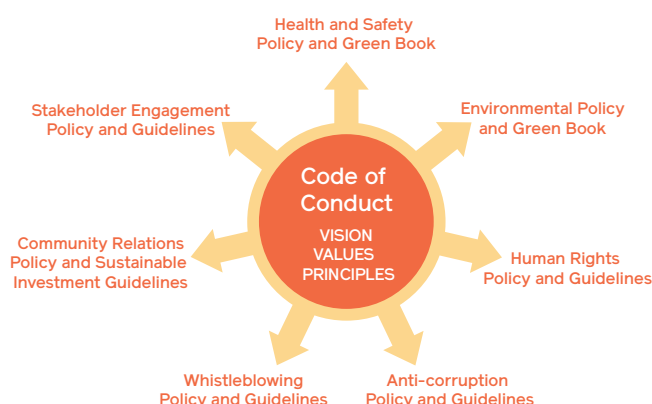 Health and Safety
Policy and Green Book
Stakeholder Engagement
Policy and Guidelines
Environmental Policy
and Green Book
Code of
Conduct
VISION
VALUES
PRINCIPLES
Community Relations
Policy and Sustainable
Investment Guidelines
Human Rights
Policy and Guidelines
Whistleblowing
Policy and Guidelines
Anti-corruption
Policy and Guidelines